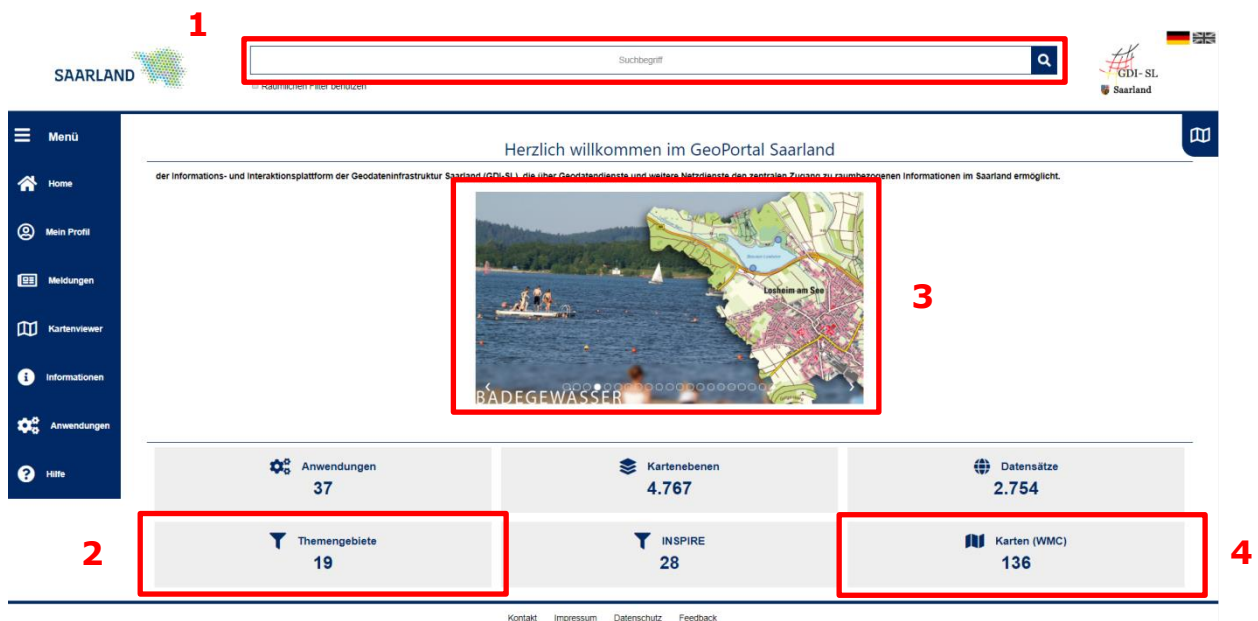 1
SAARLAND
Suchbegriff
Räumlichen Filter benutzen
GDI-SL
Saarland
Menü
Home
Mein Profil
Meldungen
Kartenviewer
Informationen
Anwendungen
Hilfe
Herzlich willkommen im GeoPortal Saarland
der Informations- und Interaktionsplattform der Geodateninfrastruktur Saarland (GDI-SL), die über Geodatendienste und weitere Netzdienste den zentralen Zugang zu raumbezogenen Informationen im Saarland ermöglicht.
Losheim am See
BADEGEWÄSSER
3
Anwendungen
37
Kartenebenen
4.767
Datensätze
2.754
2
Themengebiete
19
INSPIRE
28
Karten (WMC)
136
4
Kontakt Impressum Datenschutz Feedback